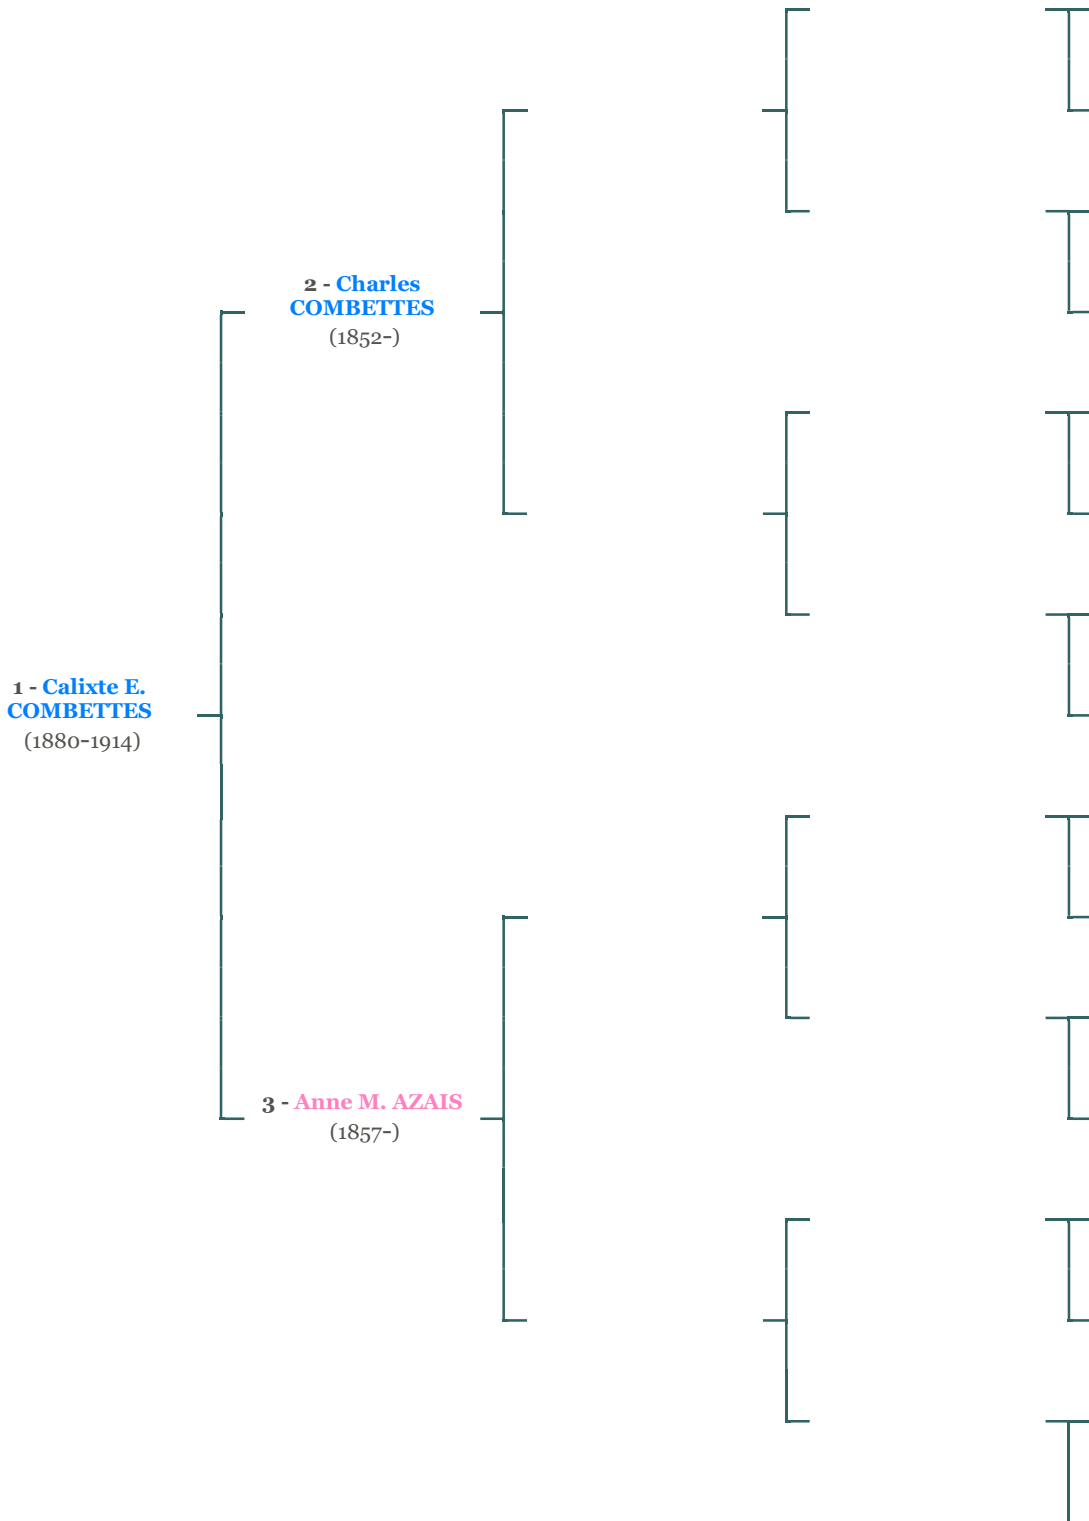 2 - Charles
COMBETTES
(1852-)
1 - Calixte E.
COMBETTES
(1880-1914)
3 - Anne M. AZAIS
(1857-)